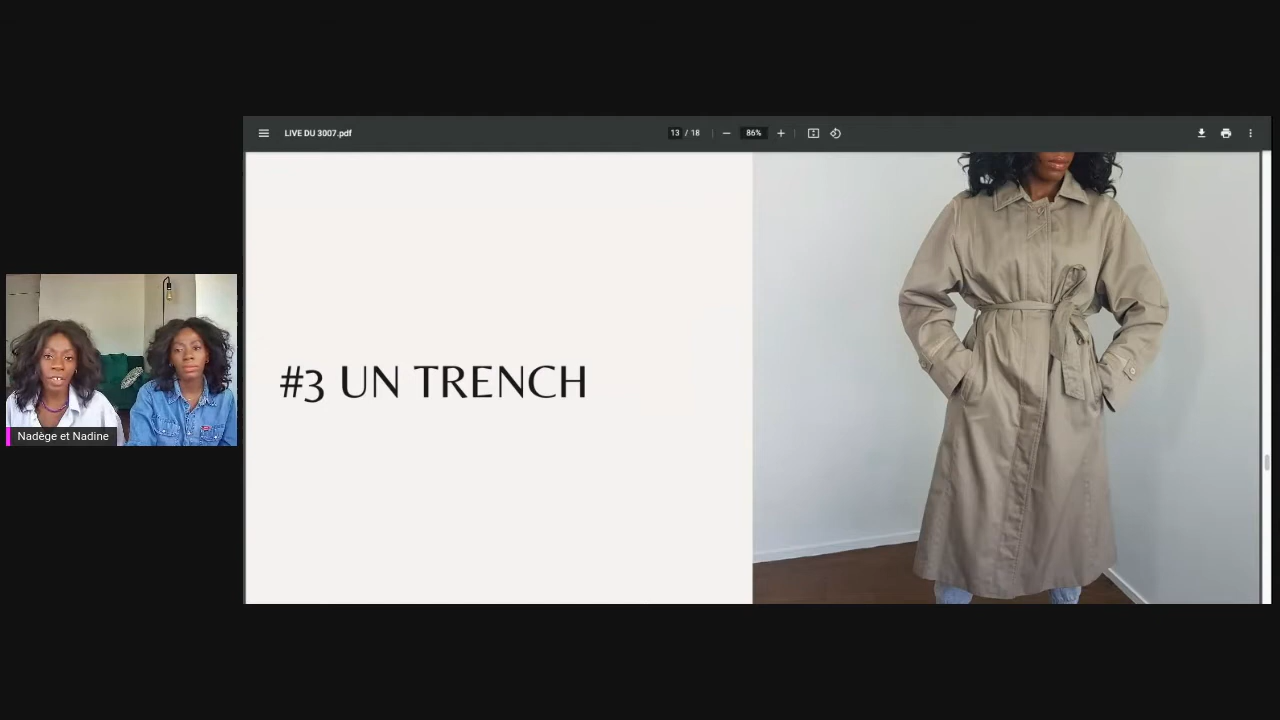 LIVE DU 3007.pdf
13 / 18
86%
#3 UN TRENCH
Nadège et Nadine